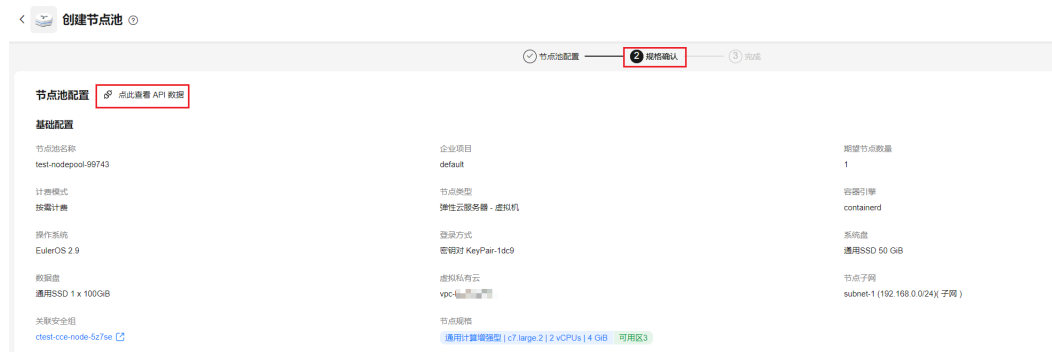 创建节点池
节点池配置 2 规格确认 3 完成
节点池配置 点此查看 API 数据
基础配置
节点池名称 企业项目 期望节点数量
test-nodepool-99743 default 1
计费模式 节点类型 容器引擎
按需计费 弹性云服务器 - 虚拟机 containerd
操作系统 登录方式 系统盘
EulerOS 2.9 密钥对 KeyPair-1dc9 通用SSD 50 GiB
数据盘 虚拟私有云 节点子网
通用SSD 1 x 100GiB vpc- subnet-1 (192.168.0.0/24)( 子网 )
关联安全组 节点规格
ctest-cce-node-5z7se 通用计算增强型 | c7.large.2 | 2 vCPUs | 4 GiB 可用区3